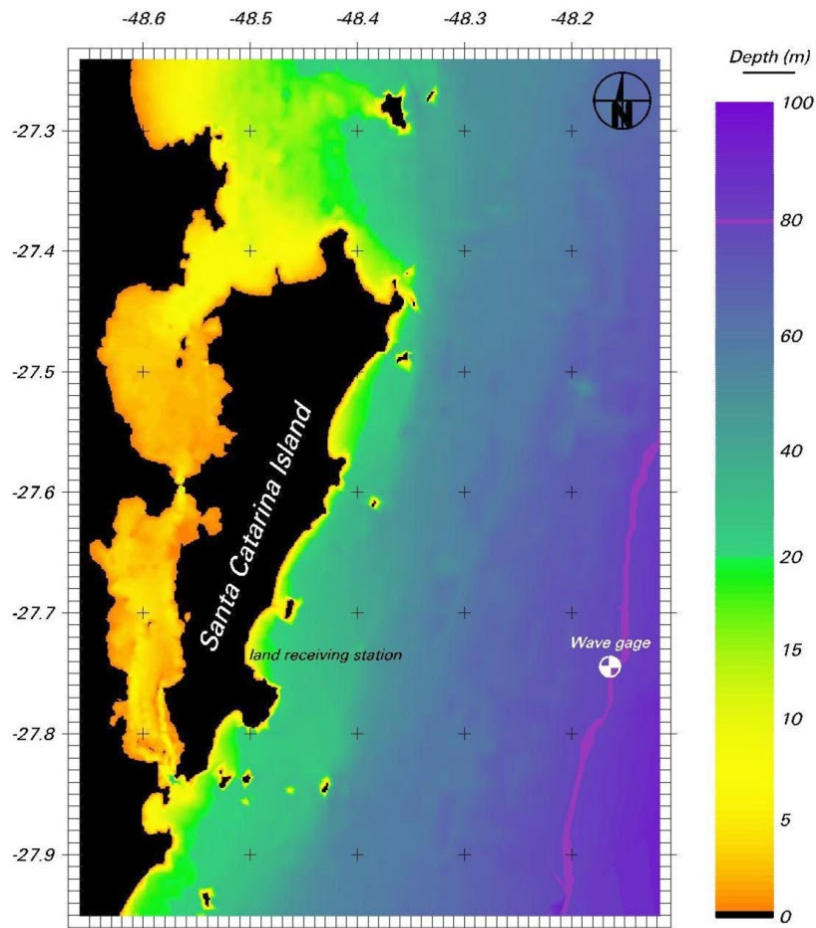 -48.6 -48.5 -48.4 -48.3 -48.2
Depth (m)
N
100
-27.3
80
-27.4
60
-27.5
40
Santa Catarina Island
-27.6
20
-27.7
15
Wave gage
land receiving station
10
-27.8
5
-27.9
0